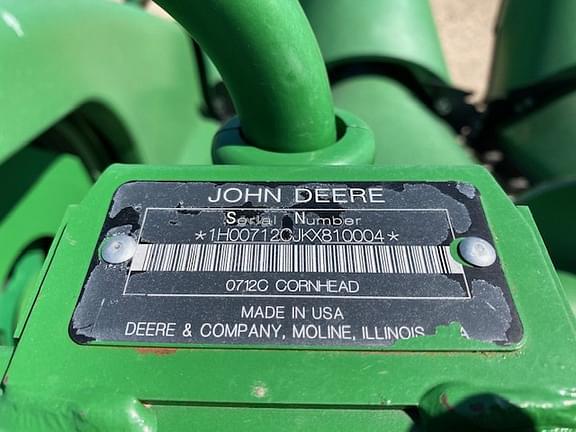 JOHN DEERE
Serial Number
*1H00712CJKX810004*
0712C CORNHEAD
MADE IN USA
DEERE & COMPANY, MOLINE, ILLINOIS